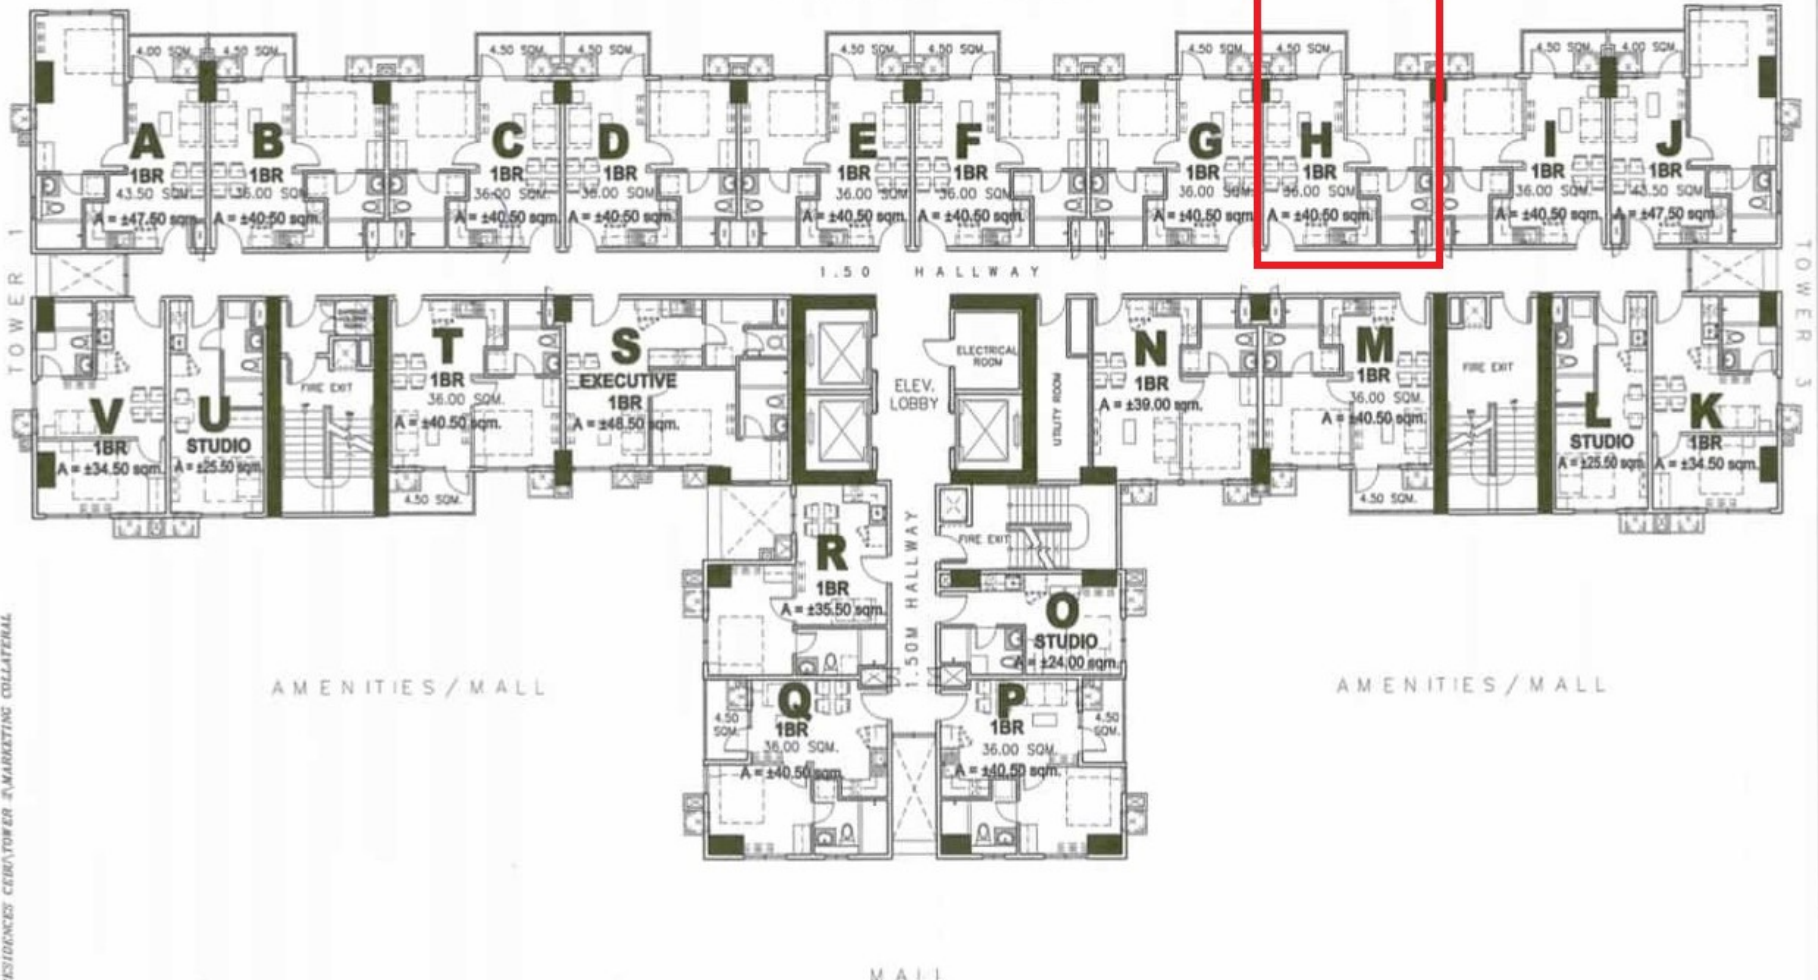 4.00 SQM.
4.50 SQM.
4.50 SQM.
4.50 SQM.
4.50 SQM.
4.50 SQM.
4.50 SQM.
4.50 SQM.
4.50 SQM.
4.00 SQM.
A
1BR
43.50 SQM.
A = ±47.50 sqm.
B
1BR
36.00 SQM.
A = ±40.50 sqm.
C
1BR
36.00 SQM.
A = ±40.50 sqm.
D
1BR
36.00 SQM.
A = ±40.50 sqm.
E
1BR
36.00 SQM.
A = ±40.50 sqm.
F
1BR
36.00 SQM.
A = ±40.50 sqm.
G
1BR
36.00 SQM.
A = ±40.50 sqm.
H
1BR
36.00 SQM.
A = ±40.50 sqm.
I
1BR
36.00 SQM.
A = ±40.50 sqm.
J
1BR
43.50 SQM.
A = ±47.50 sqm.
TOWER 1
1.50 HALLWAY
TOWER 3
V
1BR
A = ±34.50 sqm.
U
STUDIO
A = ±25.50 sqm.
FIRE EXIT
T
1BR
36.00 SQM.
A = ±40.50 sqm.
4.50 SQM.
S
EXECUTIVE
1BR
A = ±48.50 sqm.
ELEV.
LOBBY
ELECTRICAL
ROOM
UTILITY ROOM
N
1BR
A = ±39.00 sqm.
M
1BR
36.00 SQM.
A = ±40.50 sqm.
4.50 SQM.
FIRE EXIT
L
STUDIO
A = ±25.50 sqm.
K
1BR
A = ±34.50 sqm.
R
1BR
A = ±35.50 sqm.
1.50M HALLWAY
FIRE EXIT
O
STUDIO
A = ±24.00 sqm.
AMENITIES/MALL
AMENITIES/MALL
Q
1BR
4.50
SQM.
36.00 SQM.
A = ±40.50 sqm.
P
1BR
4.50
SQM.
36.00 SQM.
A = ±40.50 sqm.
MALL
MARKETING COLLATERAL